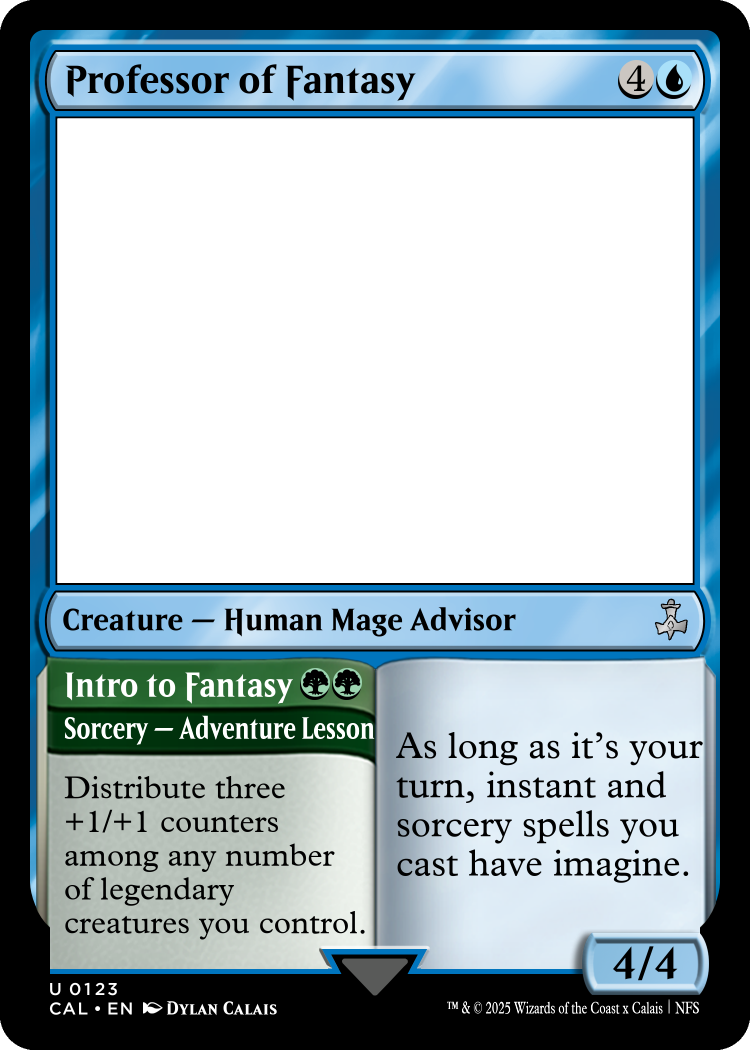 Professor of Fantasy 4
Creature — Human Mage Advisor
Intro to Fantasy
Sorcery — Adventure Lesson
Distribute three
+1/+1 counters
among any number
of legendary
creatures you control.
As long as it's your
turn, instant and
sorcery spells you
cast have imagine.
4/4
U 0123
CAL • EN Dylan Calais
™ & © 2025 Wizards of the Coast x Calais | NFS